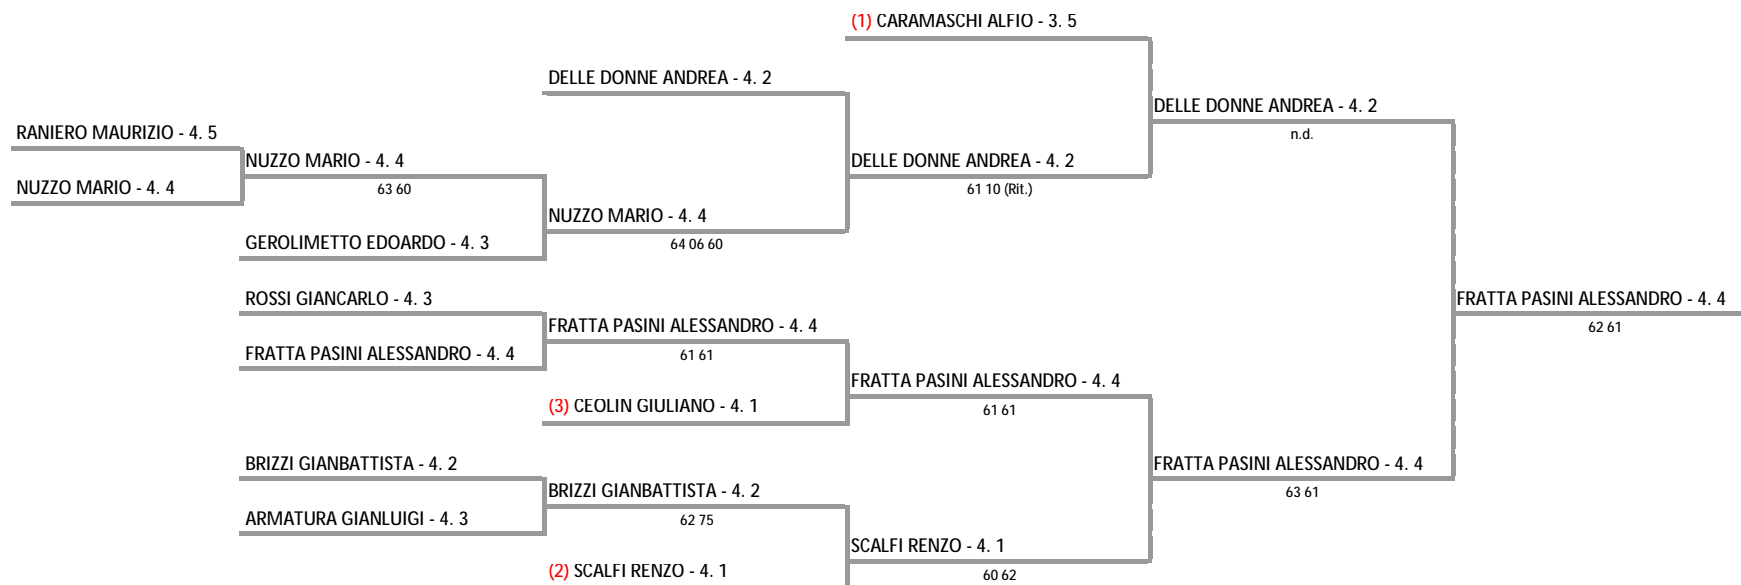 (1) CARAMASCHI ALFIO - 3. 5
DELLE DONNE ANDREA - 4. 2
DELLE DONNE ANDREA - 4. 2
n.d.
RANIERO MAURIZIO - 4. 5
NUZZO MARIO - 4. 4
63 60
DELLE DONNE ANDREA - 4. 2
61 10 (Rit.)
NUZZO MARIO - 4. 4
NUZZO MARIO - 4. 4
64 06 60
GEROLIMETTO EDOARDO - 4. 3
ROSSI GIANCARLO - 4. 3
FRATTA PASINI ALESSANDRO - 4. 4
62 61
FRATTA PASINI ALESSANDRO - 4. 4
61 61
FRATTA PASINI ALESSANDRO - 4. 4
FRATTA PASINI ALESSANDRO - 4. 4
61 61
(3) CEOLIN GIULIANO - 4. 1
BRIZZI GIANBATTISTA - 4. 2
FRATTA PASINI ALESSANDRO - 4. 4
63 61
BRIZZI GIANBATTISTA - 4. 2
62 75
ARMATURA GIANLUIGI - 4. 3
SCALFI RENZO - 4. 1
60 62
(2) SCALFI RENZO - 4. 1